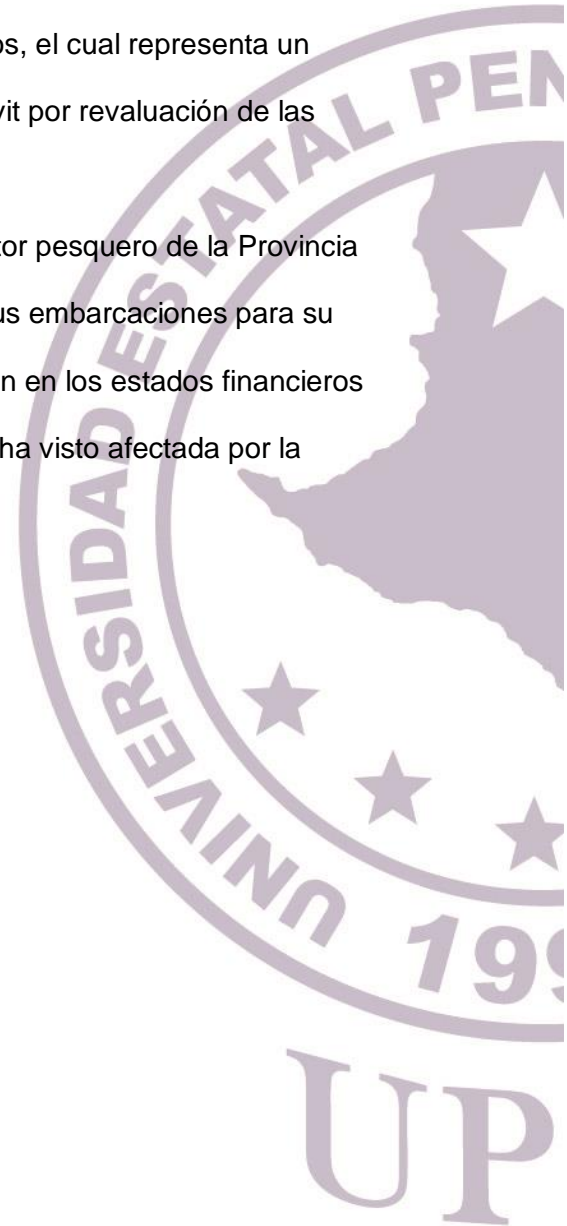 os, el cual representa un
vit por revaluación de las
tor pesquero de la Provincia
us embarcaciones para su
n en los estados financieros
ha visto afectada por la
UNIVERSIDAD ESTATAL PEN
199
UP